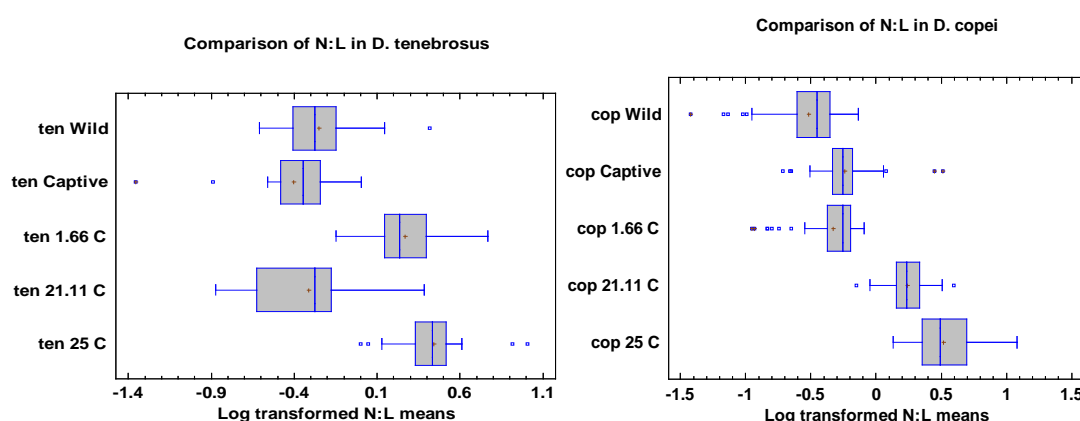 Comparison of N:L in D. tenebrosus
ten Wild
ten Captive
ten 1.66 C
ten 21.11 C
ten 25 C
-1.4 -0.9 -0.4 0.1 0.6 1.1
Log transformed N:L means
Comparison of N:L in D. copei
cop Wild
cop Captive
cop 1.66 C
cop 21.11 C
cop 25 C
-1.5 -1 -0.5 0 0.5 1 1.5
Log transformed N:L means